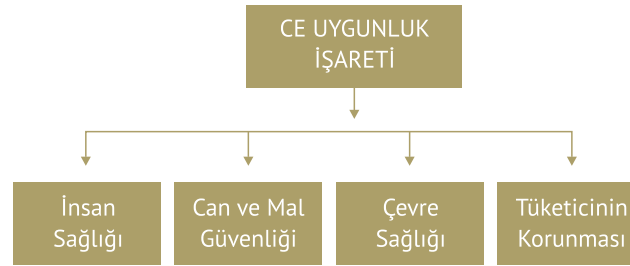 CE UYGUNLUK
İŞARETİ
İnsan
Sağlığı
Can ve Mal
Güvenliği
Çevre
Sağlığı
Tüketicinin
Korunması